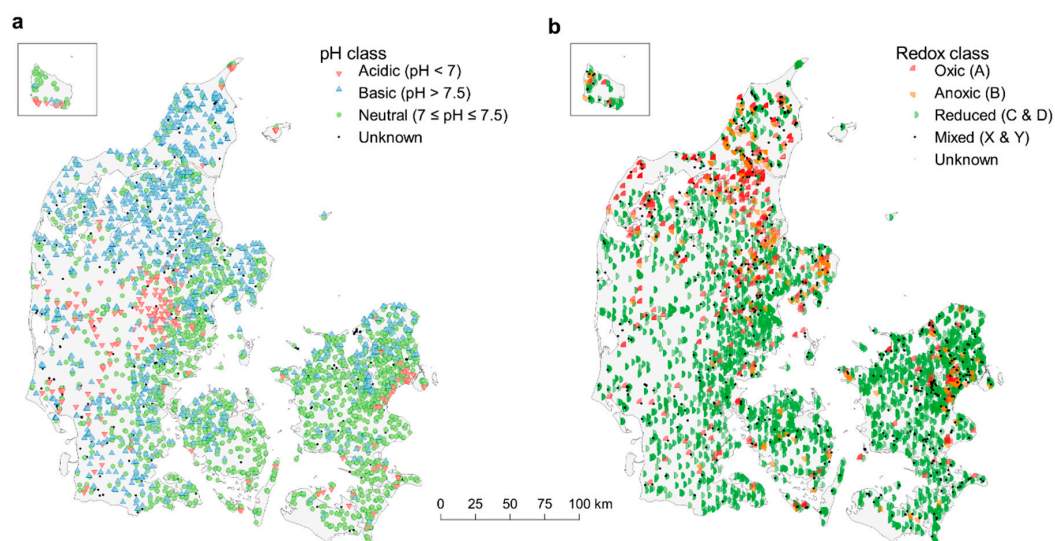 a
pH class
Acidic (pH < 7)
Basic (pH > 7.5)
Neutral (7 ≤ pH ≤ 7.5)
Unknown
b
Redox class
Oxic (A)
Anoxic (B)
Reduced (C & D)
Mixed (X & Y)
Unknown
0 25 50 75 100 km